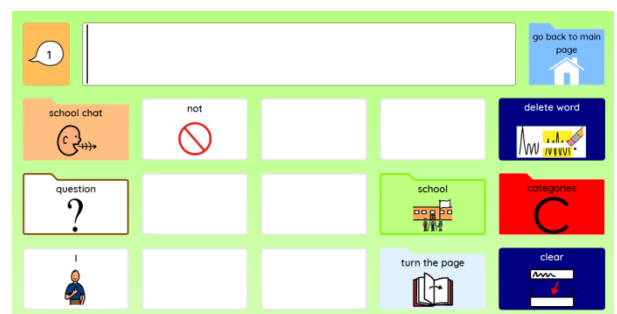 1
go back to main
page
school chat
not
delete word
question
?
school
categories
C
I
turn the page
clear